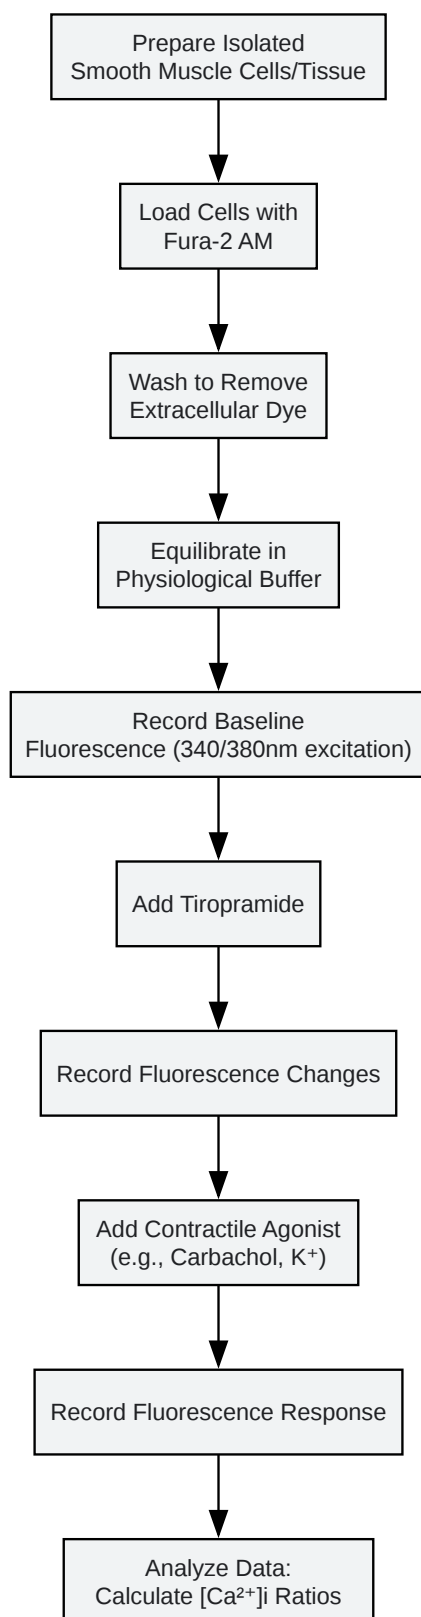 Prepare Isolated
Smooth Muscle Cells/Tissue
Load Cells with
Fura-2 AM
Wash to Remove
Extracellular Dye
Equilibrate in
Physiological Buffer
Record Baseline
Fluorescence (340/380nm excitation)
Add Tiropramide
Record Fluorescence Changes
Add Contractile Agonist
(e.g., Carbachol, K⁺)
Record Fluorescence Response
Analyze Data:
Calculate [Ca²⁺]i Ratios